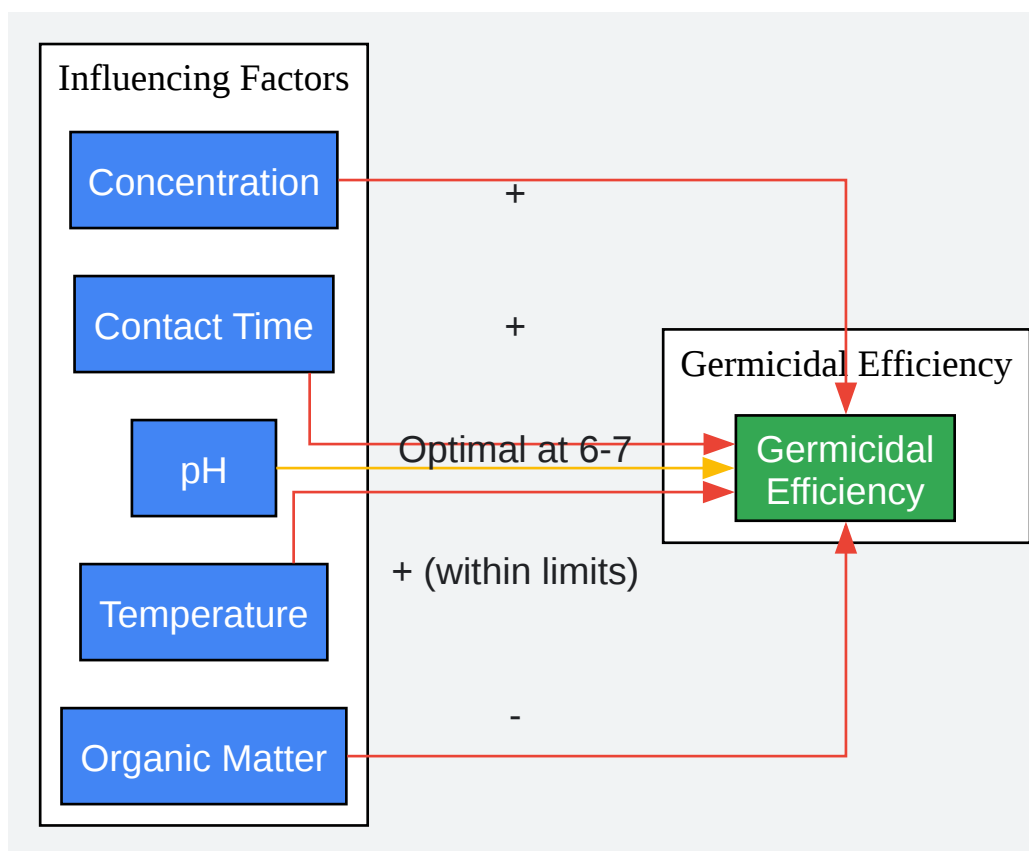 Influencing Factors
Concentration
+
Contact Time
+
Germicidal Efficiency
pH
Optimal at 6-7
Germicidal
Efficiency
Temperature
+ (within limits)
Organic Matter
-